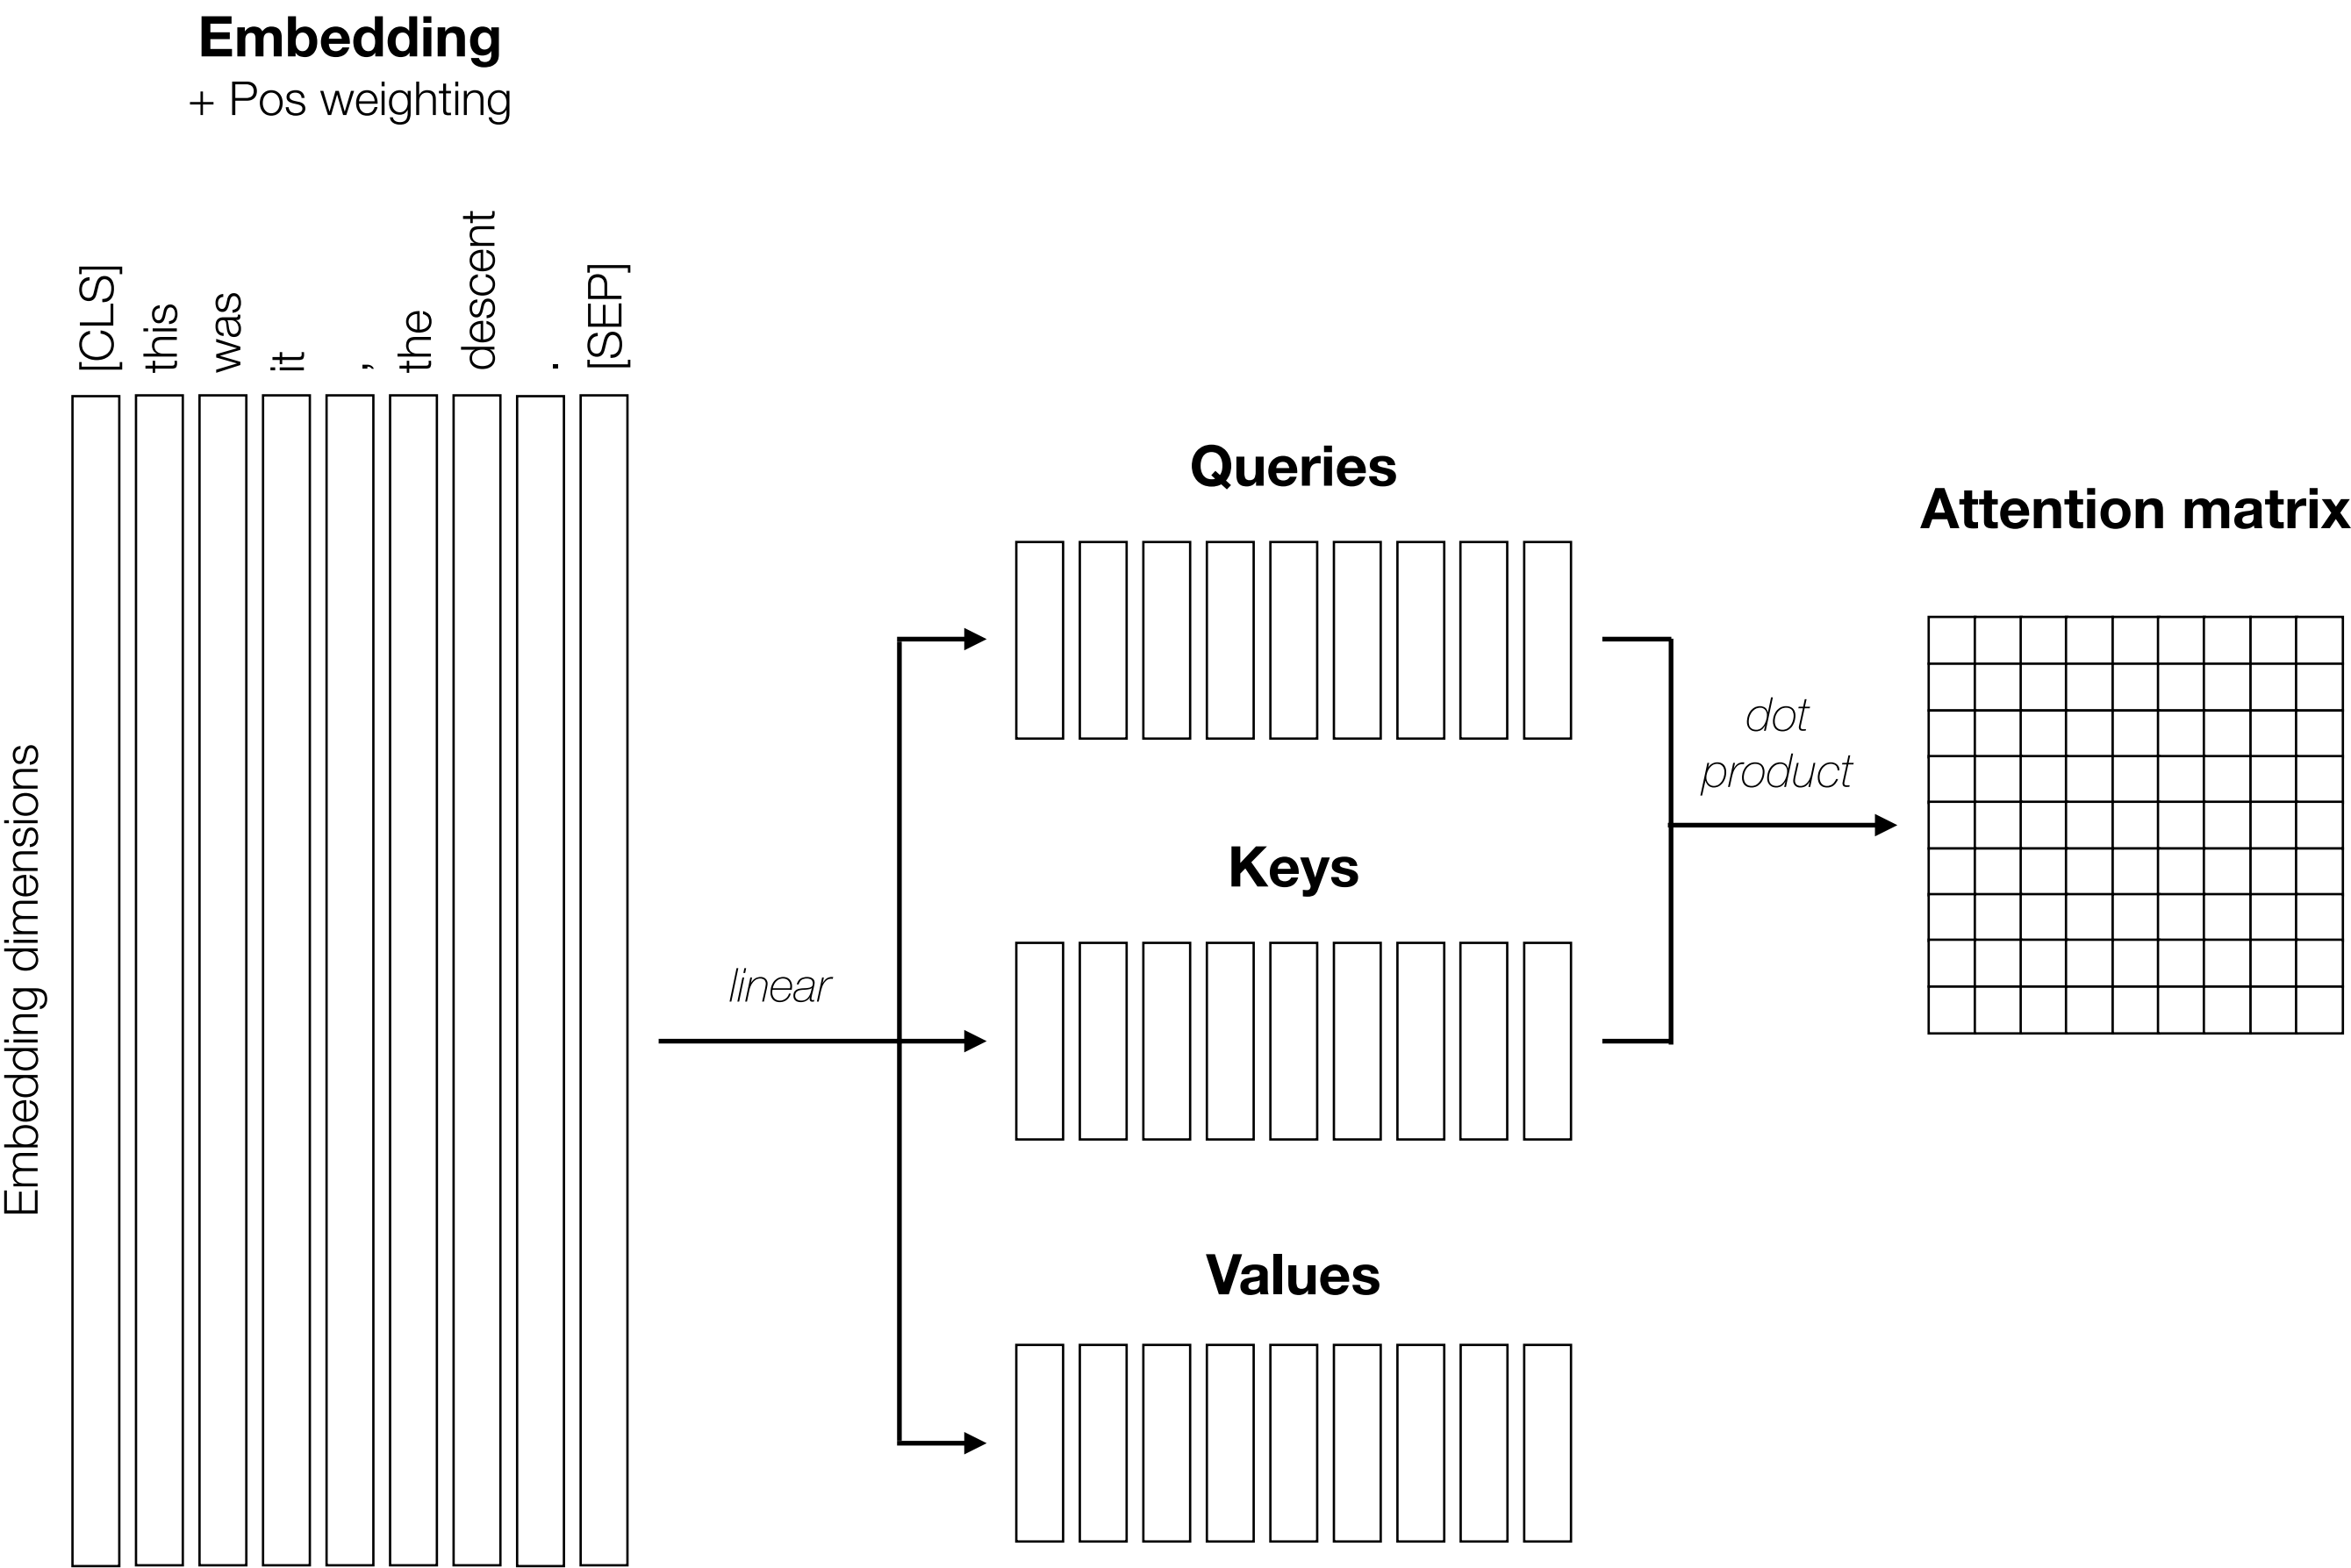 Embedding
+ Pos weighting
[CLS]
this
was
it
,
the
descent
.
[SEP]
Embedding dimensions
linear
Queries
Keys
Values
dot
product
Attention matrix